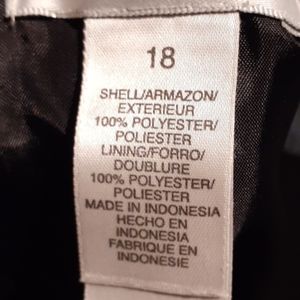 18
SHELL/ARMAZON/
EXTERIEUR
100% POLYESTER/
POLIESTER
LINING/FORRO/
DOUBLURE
100% POLYESTER/
POLIESTER
MADE IN INDONESIA
HECHO EN
INDONESIA
FABRIQUE EN
INDONESIE